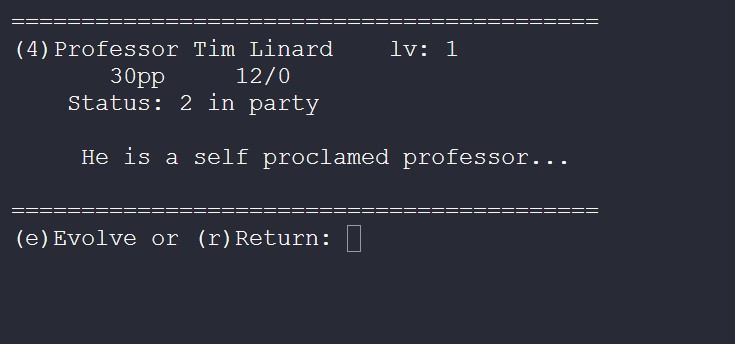 ==========================================
(4)Professor Tim Linard    lv: 1
       30pp     12/0
    Status: 2 in party
     He is a self proclamed professor...
==========================================
(e)Evolve or (r)Return: